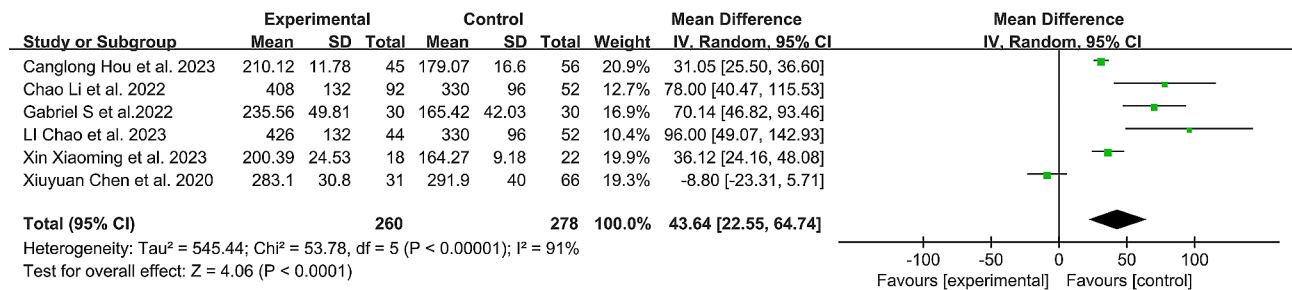 Experimental Control Mean Difference Mean Difference
Study or Subgroup Mean SD Total Mean SD Total Weight IV, Random, 95% CI IV, Random, 95% CI
Canglong Hou et al. 2023 210.12 11.78 45 179.07 16.6 56 20.9% 31.05 [25.50, 36.60]
Chao Li et al. 2022 408 132 92 330 96 52 12.7% 78.00 [40.47, 115.53]
Gabriel S et al.2022 235.56 49.81 30 165.42 42.03 30 16.9% 70.14 [46.82, 93.46]
LI Chao et al. 2023 426 132 44 330 96 52 10.4% 96.00 [49.07, 142.93]
Xin Xiaoming et al. 2023 200.39 24.53 18 164.27 9.18 22 19.9% 36.12 [24.16, 48.08]
Xiuyuan Chen et al. 2020 283.1 30.8 31 291.9 40 66 19.3% -8.80 [-23.31, 5.71]
Total (95% CI) 260 278 100.0% 43.64 [22.55, 64.74]
Heterogeneity: Tau² = 545.44; Chi² = 53.78, df = 5 (P < 0.00001); I² = 91%
Test for overall effect: Z = 4.06 (P < 0.0001)
-100 -50 0 50 100
Favours [experimental] Favours [control]